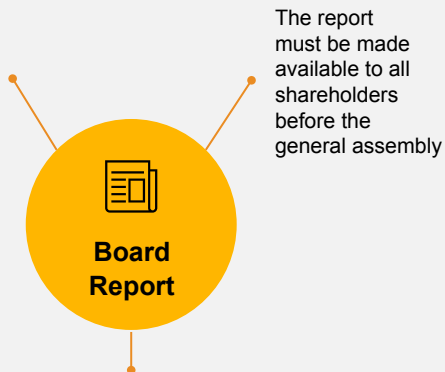 The report
must be made
available to all
shareholders
before the
general assembly
Board
Report